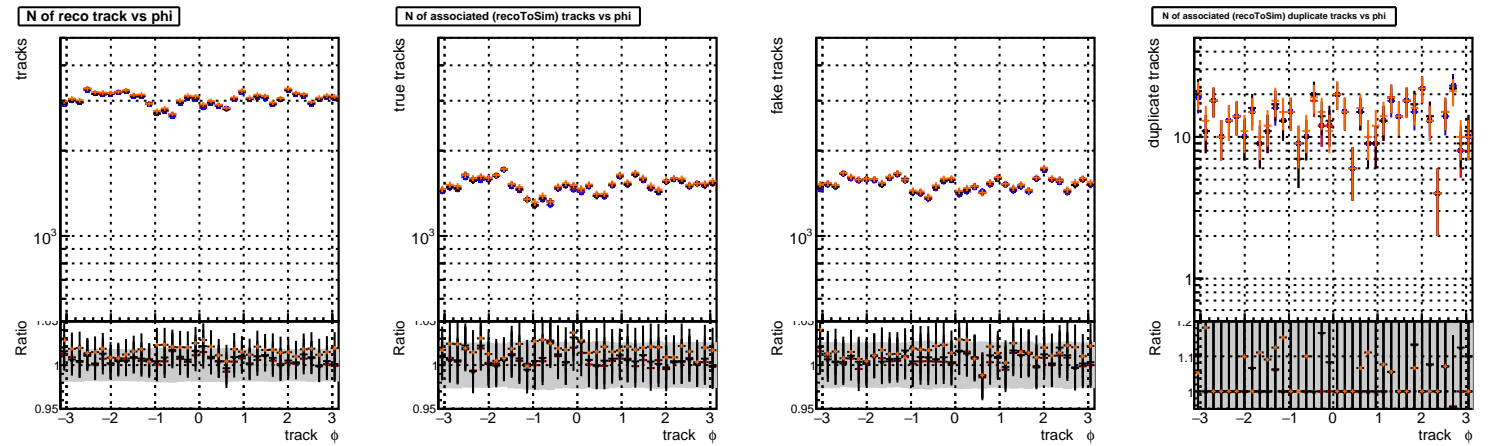 N of reco track vs phi
tracks
10³
Ratio
1.05
1
0.95
−3 −2 −1 0 1 2 3
track ϕ
N of associated (recoToSim) tracks vs phi
true tracks
10³
Ratio
1.05
1
0.95
−3 −2 −1 0 1 2 3
track ϕ
fake tracks
10³
Ratio
1.05
1
0.95
−3 −2 −1 0 1 2 3
track ϕ
N of associated (recoToSim) duplicate tracks vs phi
duplicate tracks
10
1
Ratio
1.2
1.1
1
−3 −2 −1 0 1 2 3
track ϕ